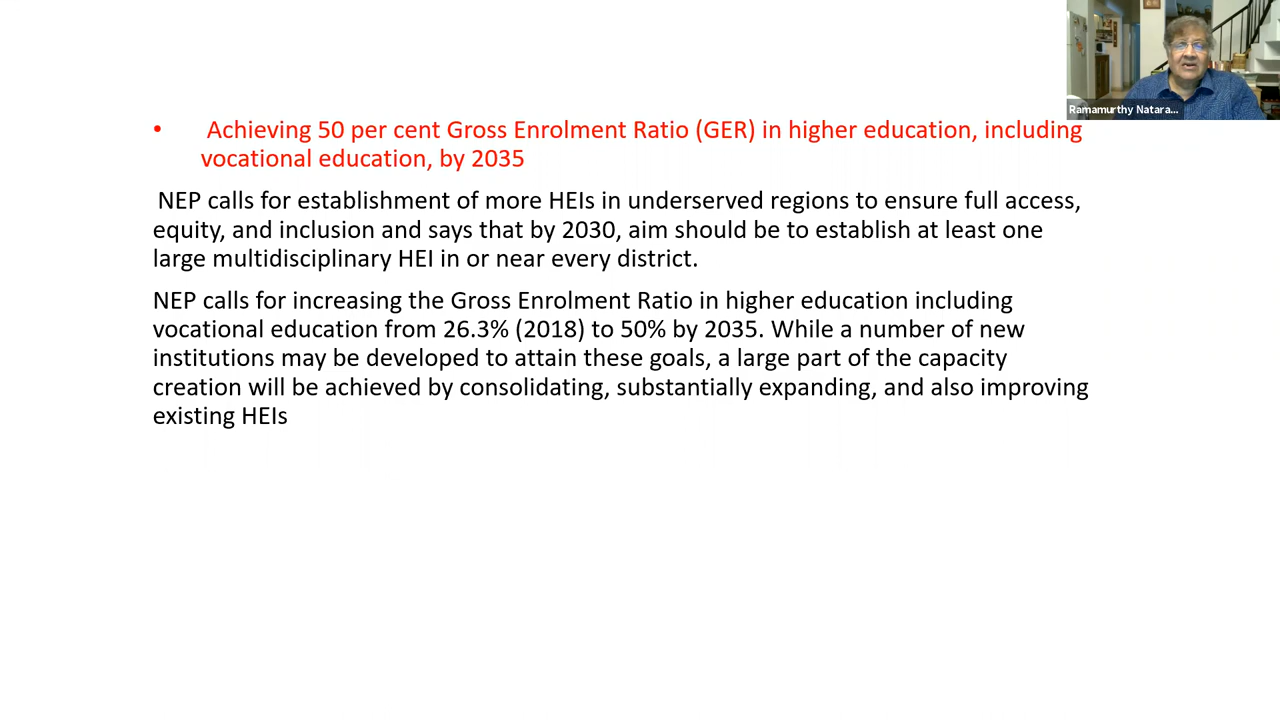 Ramamurthy Natara...
• Achieving 50 per cent Gross Enrolment Ratio (GER) in higher education, including
vocational education, by 2035
NEP calls for establishment of more HEIs in underserved regions to ensure full access,
equity, and inclusion and says that by 2030, aim should be to establish at least one
large multidisciplinary HEI in or near every district.
NEP calls for increasing the Gross Enrolment Ratio in higher education including
vocational education from 26.3% (2018) to 50% by 2035. While a number of new
institutions may be developed to attain these goals, a large part of the capacity
creation will be achieved by consolidating, substantially expanding, and also improving
existing HEIs